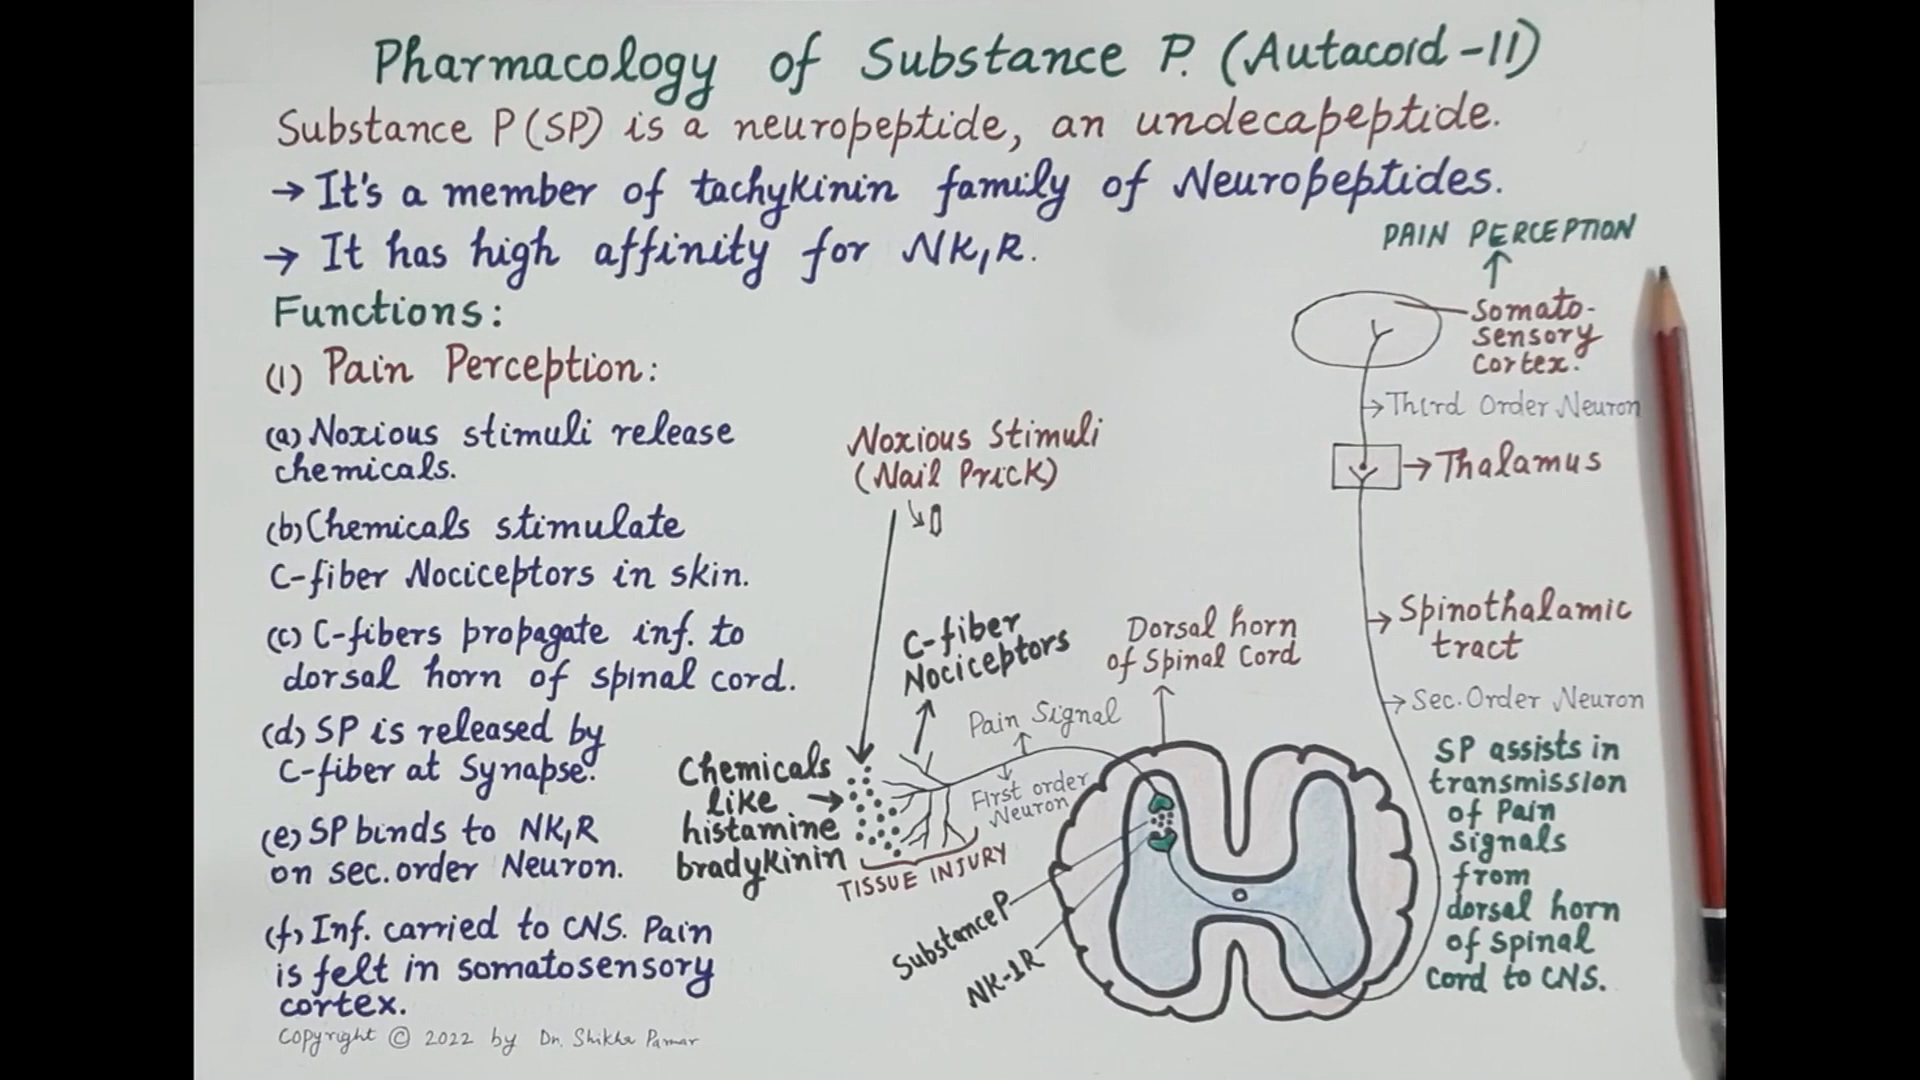 Pharmacology of Substance P. (Autacoid-II)
Substance P(SP) is a neuropeptide, an undecapeptide.
→ It's a member of tachykinin family of Neuropeptides.
→ It has high affinity for NK,R.
Functions:
(1) Pain Perception:
(a) Noxious stimuli release
chemicals.
(b) Chemicals stimulate
C-fiber Nociceptors in skin.
(c) C-fibers propagate inf. to
dorsal horn of spinal cord.
(d) SP is released by
C-fiber at Synapse.
(e) SP binds to NK,R
on sec. order Neuron.
(f) Inf. carried to CNS. Pain
is felt in somatosensory
cortex.
Copyright © 2022 by Dr. Shikha Parmar
Noxious Stimuli
(Nail Prick)
C-fiber
Nociceptors
Chemicals
like
histamine
bradykinin
TISSUE INJURY
Pain Signal
First order
Neuron
Dorsal horn
of Spinal Cord
Substance P
NK-1R
PAIN PERCEPTION
Somato-
sensory
cortex.
Third Order Neuron
Thalamus
Spinothalamic
tract
Sec. Order Neuron
SP assists in
transmission
of Pain
Signals
from
dorsal horn
of spinal
Cord to CNS.